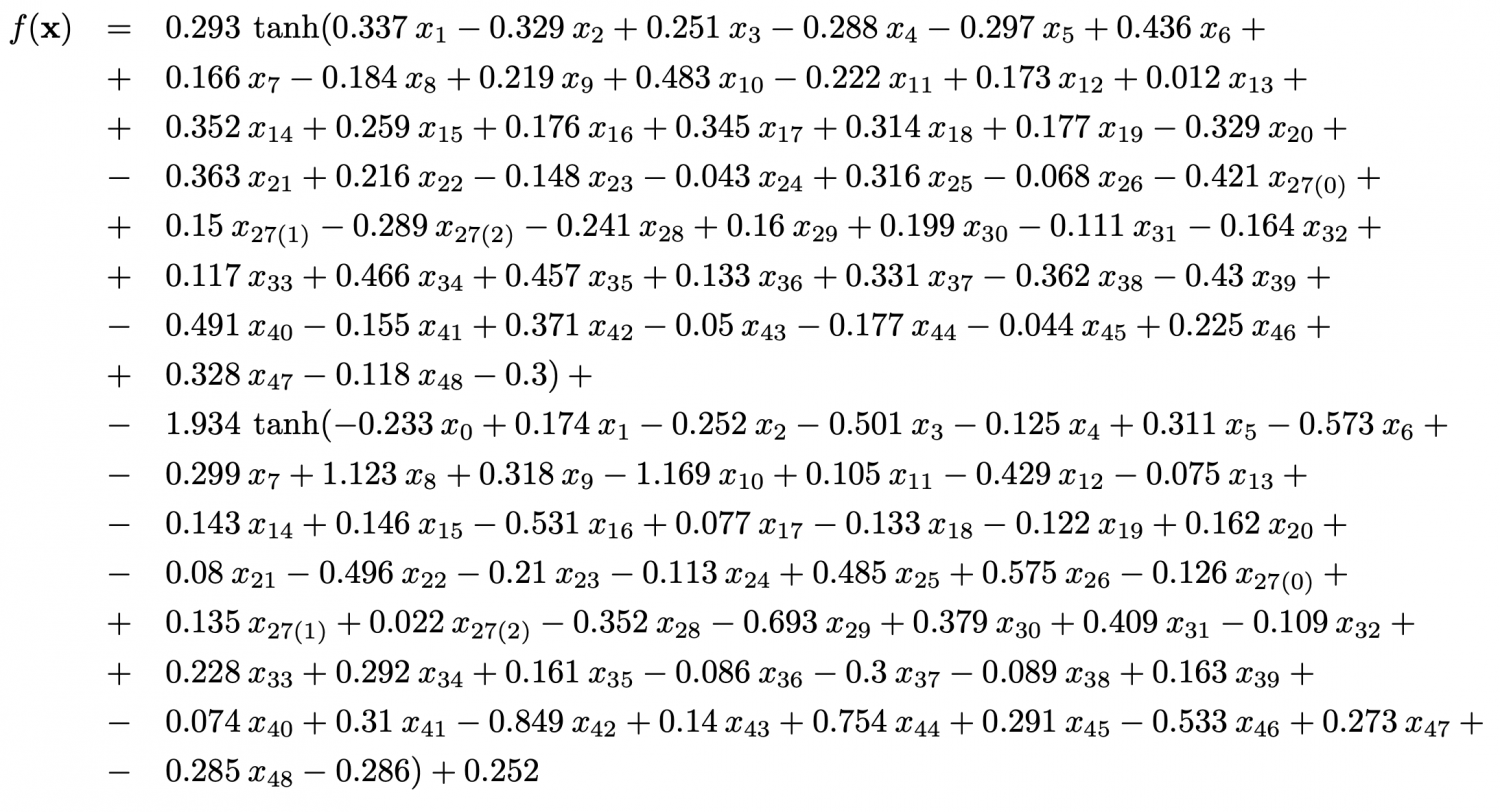 f(x) = 0.293 tanh(0.337 x₁ − 0.329 x₂ + 0.251 x₃ − 0.288 x₄ − 0.297 x₅ + 0.436 x₆ +
+ 0.166 x₇ − 0.184 x₈ + 0.219 x₉ + 0.483 x₁₀ − 0.222 x₁₁ + 0.173 x₁₂ + 0.012 x₁₃ +
+ 0.352 x₁₄ + 0.259 x₁₅ + 0.176 x₁₆ + 0.345 x₁₇ + 0.314 x₁₈ + 0.177 x₁₉ − 0.329 x₂₀ +
− 0.363 x₂₁ + 0.216 x₂₂ − 0.148 x₂₃ − 0.043 x₂₄ + 0.316 x₂₅ − 0.068 x₂₆ − 0.421 x₂₇₍₀₎ +
+ 0.15 x₂₇₍₁₎ − 0.289 x₂₇₍₂₎ − 0.241 x₂₈ + 0.16 x₂₉ + 0.199 x₃₀ − 0.111 x₃₁ − 0.164 x₃₂ +
+ 0.117 x₃₃ + 0.466 x₃₄ + 0.457 x₃₅ + 0.133 x₃₆ + 0.331 x₃₇ − 0.362 x₃₈ − 0.43 x₃₉ +
− 0.491 x₄₀ − 0.155 x₄₁ + 0.371 x₄₂ − 0.05 x₄₃ − 0.177 x₄₄ − 0.044 x₄₅ + 0.225 x₄₆ +
+ 0.328 x₄₇ − 0.118 x₄₈ − 0.3) +
− 1.934 tanh(−0.233 x₀ + 0.174 x₁ − 0.252 x₂ − 0.501 x₃ − 0.125 x₄ + 0.311 x₅ − 0.573 x₆ +
− 0.299 x₇ + 1.123 x₈ + 0.318 x₉ − 1.169 x₁₀ + 0.105 x₁₁ − 0.429 x₁₂ − 0.075 x₁₃ +
− 0.143 x₁₄ + 0.146 x₁₅ − 0.531 x₁₆ + 0.077 x₁₇ − 0.133 x₁₈ − 0.122 x₁₉ + 0.162 x₂₀ +
− 0.08 x₂₁ − 0.496 x₂₂ − 0.21 x₂₃ − 0.113 x₂₄ + 0.485 x₂₅ + 0.575 x₂₆ − 0.126 x₂₇₍₀₎ +
+ 0.135 x₂₇₍₁₎ + 0.022 x₂₇₍₂₎ − 0.352 x₂₈ − 0.693 x₂₉ + 0.379 x₃₀ + 0.409 x₃₁ − 0.109 x₃₂ +
+ 0.228 x₃₃ + 0.292 x₃₄ + 0.161 x₃₅ − 0.086 x₃₆ − 0.3 x₃₇ − 0.089 x₃₈ + 0.163 x₃₉ +
− 0.074 x₄₀ + 0.31 x₄₁ − 0.849 x₄₂ + 0.14 x₄₃ + 0.754 x₄₄ + 0.291 x₄₅ − 0.533 x₄₆ + 0.273 x₄₇ +
− 0.285 x₄₈ − 0.286) + 0.252